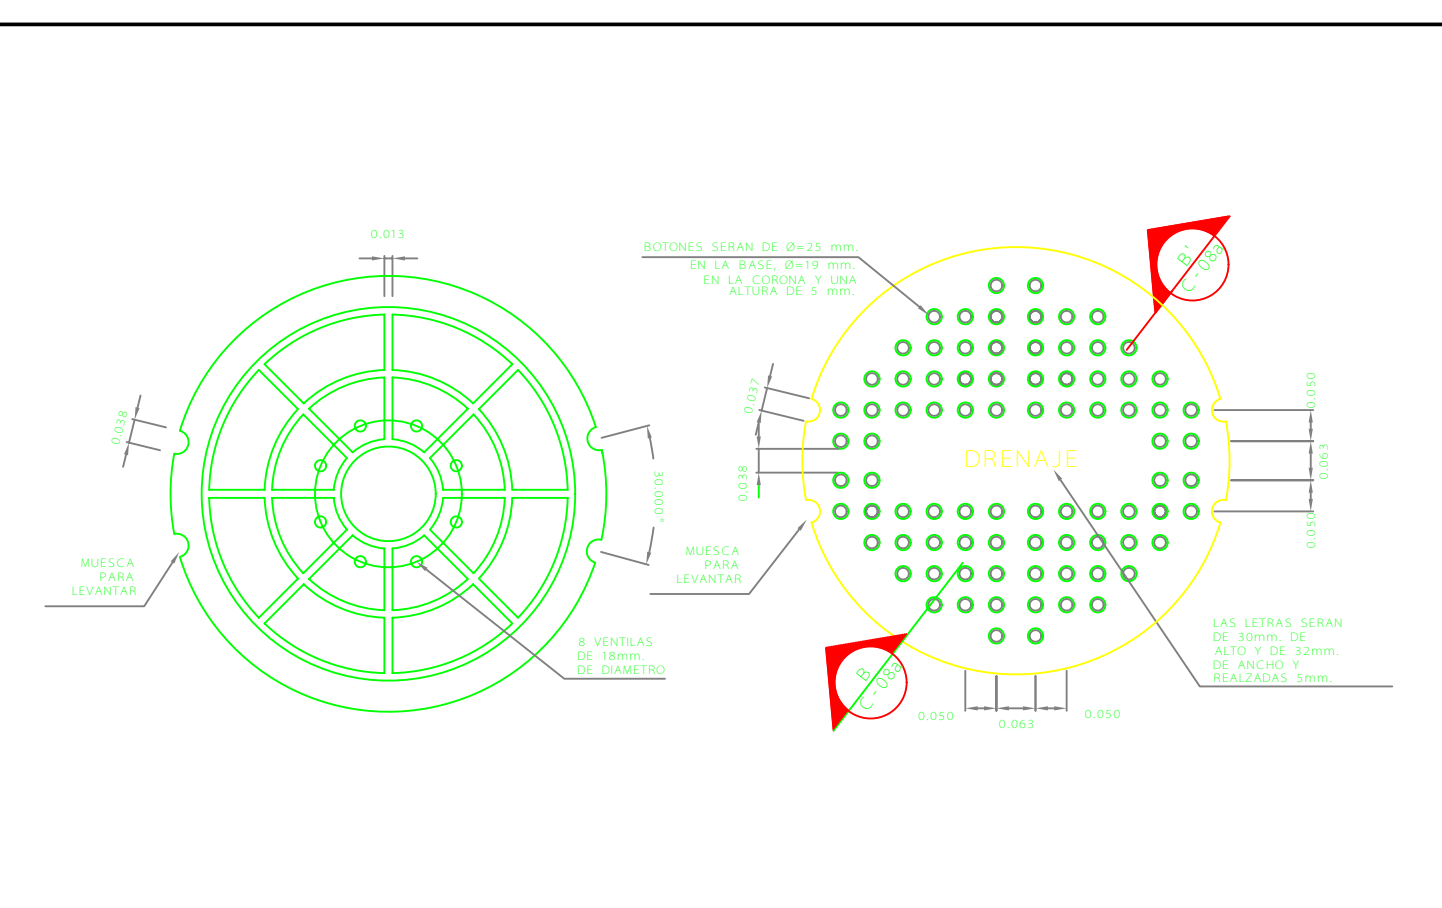 0.013
0.038
30.000°
MUESCA
PARA
LEVANTAR
8 VENTILAS
DE 18mm.
DE DIAMETRO
BOTONES SERAN DE Ø=25 mm.
EN LA BASE, Ø=19 mm.
EN LA CORONA Y UNA
ALTURA DE 5 mm.
B'
C-08a
0.037
0.038
MUESCA
PARA
LEVANTAR
DRENAJE
0.050
0.063
0.050
LAS LETRAS SERAN
DE 30mm. DE
ALTO Y DE 32mm.
DE ANCHO Y
REALZADAS 5mm.
B
C-08a
0.050
0.063
0.050